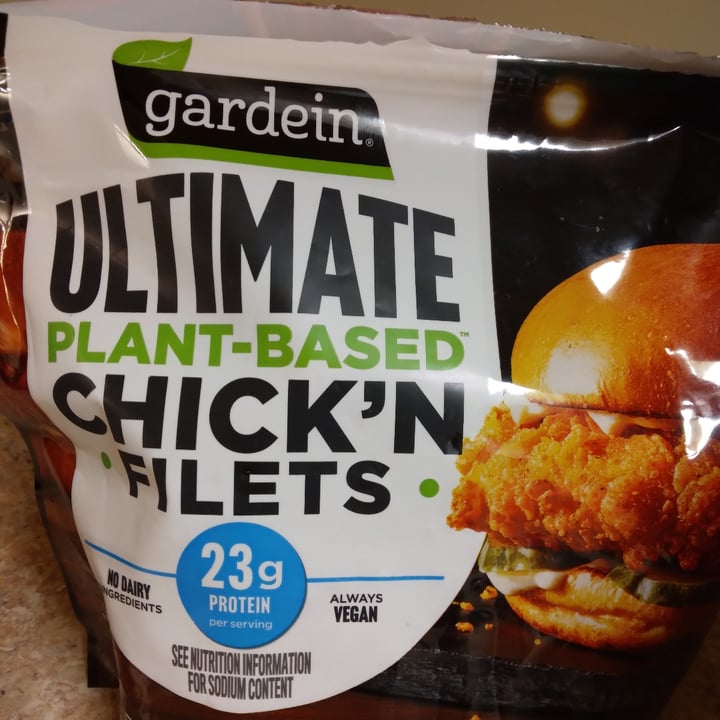 gardein®
ULTIMATE
PLANT-BASED™
CHICK'N
• FILETS •
23g
PROTEIN
per serving
NO DAIRY
INGREDIENTS
ALWAYS
VEGAN
SEE NUTRITION INFORMATION
FOR SODIUM CONTENT